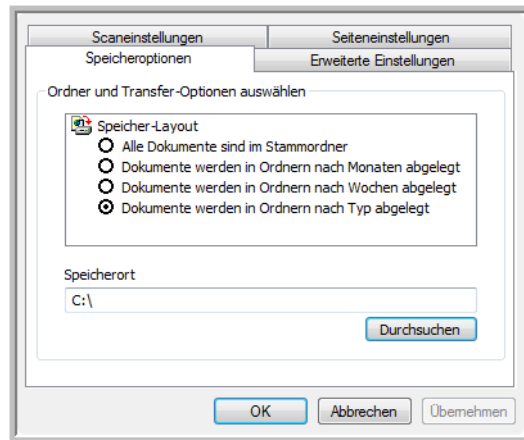 Scaneinstellungen
Seiteneinstellungen
Speicheroptionen
Erweiterte Einstellungen
Ordner und Transfer-Optionen auswählen
Speicher-Layout
Alle Dokumente sind im Stammordner
Dokumente werden in Ordnern nach Monaten abgelegt
Dokumente werden in Ordnern nach Wochen abgelegt
Dokumente werden in Ordnern nach Typ abgelegt
Speicherort
C:\
Durchsuchen
OK
Abbrechen
Übernehmen